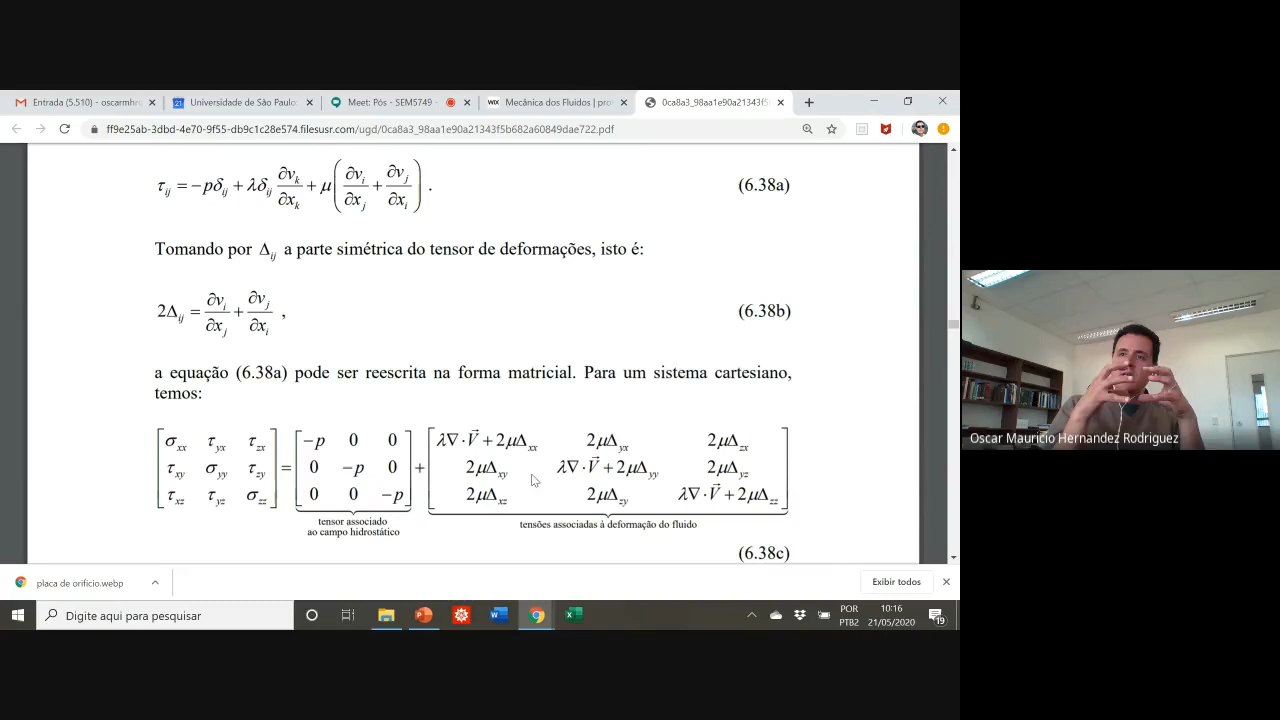 Entrada (5.510) - oscarmhr
Universidade de São Paulo:
Meet: Pós - SEM5749 -
WIX Mecânica dos Fluidos | pro
0ca8a3_98aa1e90a21343f5
ff9e25ab-3dbd-4e70-9f55-db9c1c28e574.filesusr.com/ugd/0ca8a3_98aa1e90a21343f5b682a60849dae722.pdf
τ_ij = −pδ_ij + λδ_ij ∂v_k/∂x_k + μ(∂v_i/∂x_j + ∂v_j/∂x_i) . (6.38a)
Tomando por Δ_ij a parte simétrica do tensor de deformações, isto é:
2Δ_ij = ∂v_i/∂x_j + ∂v_j/∂x_i , (6.38b)
a equação (6.38a) pode ser reescrita na forma matricial. Para um sistema cartesiano,
temos:
[σ_xx τ_yx τ_zx] [−p 0 0] [λ∇·V⃗ + 2μΔ_xx 2μΔ_yx 2μΔ_zx]
[τ_xy σ_yy τ_zy] = [0 −p 0] + [2μΔ_xy λ∇·V⃗ + 2μΔ_yy 2μΔ_yz]
[τ_xz τ_yz σ_zz] [0 0 −p] [2μΔ_xz 2μΔ_zy λ∇·V⃗ + 2μΔ_zz]
tensor associado
ao campo hidrostático
tensões associadas à deformação do fluido
(6.38c)
Oscar Mauricio Hernandez Rodriguez
placa de orificio.webp
Exibir todos
Digite aqui para pesquisar
POR
PTB2
10:16
21/05/2020
19